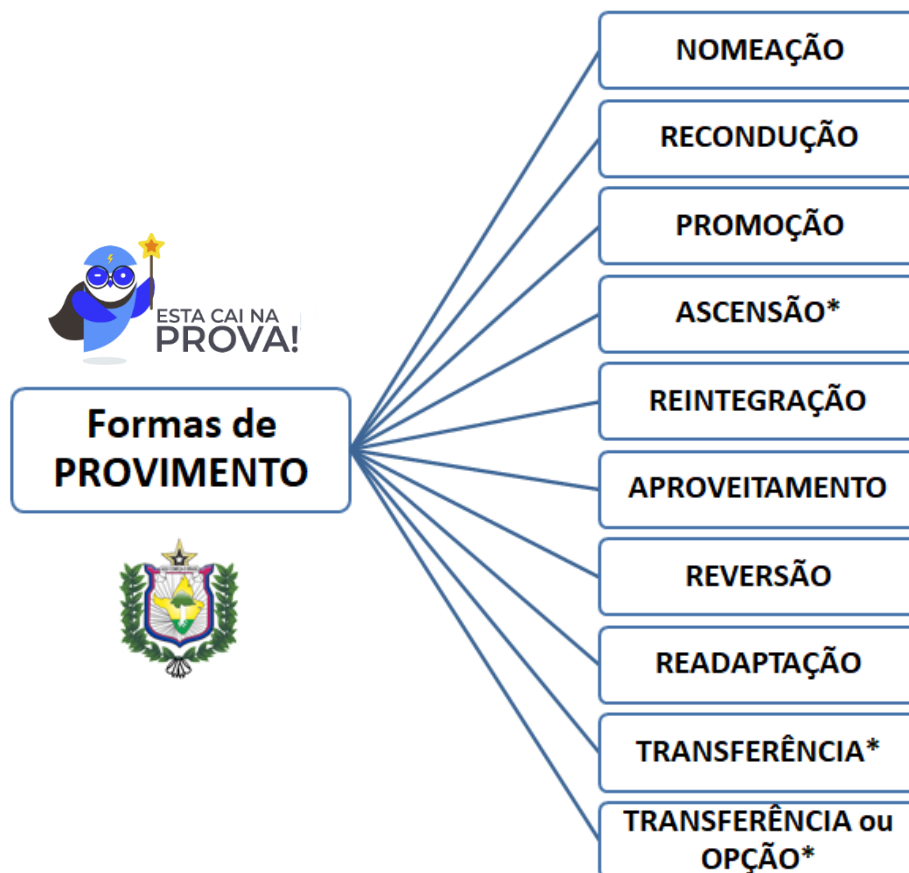 NOMEAÇÃO
RECONDUÇÃO
PROMOÇÃO
ASCENSÃO*
ESTA CAI NA
PROVA!
Formas de
PROVIMENTO
REINTEGRAÇÃO
APROVEITAMENTO
REVERSÃO
READAPTAÇÃO
TRANSFERÊNCIA*
TRANSFERÊNCIA ou
OPÇÃO*